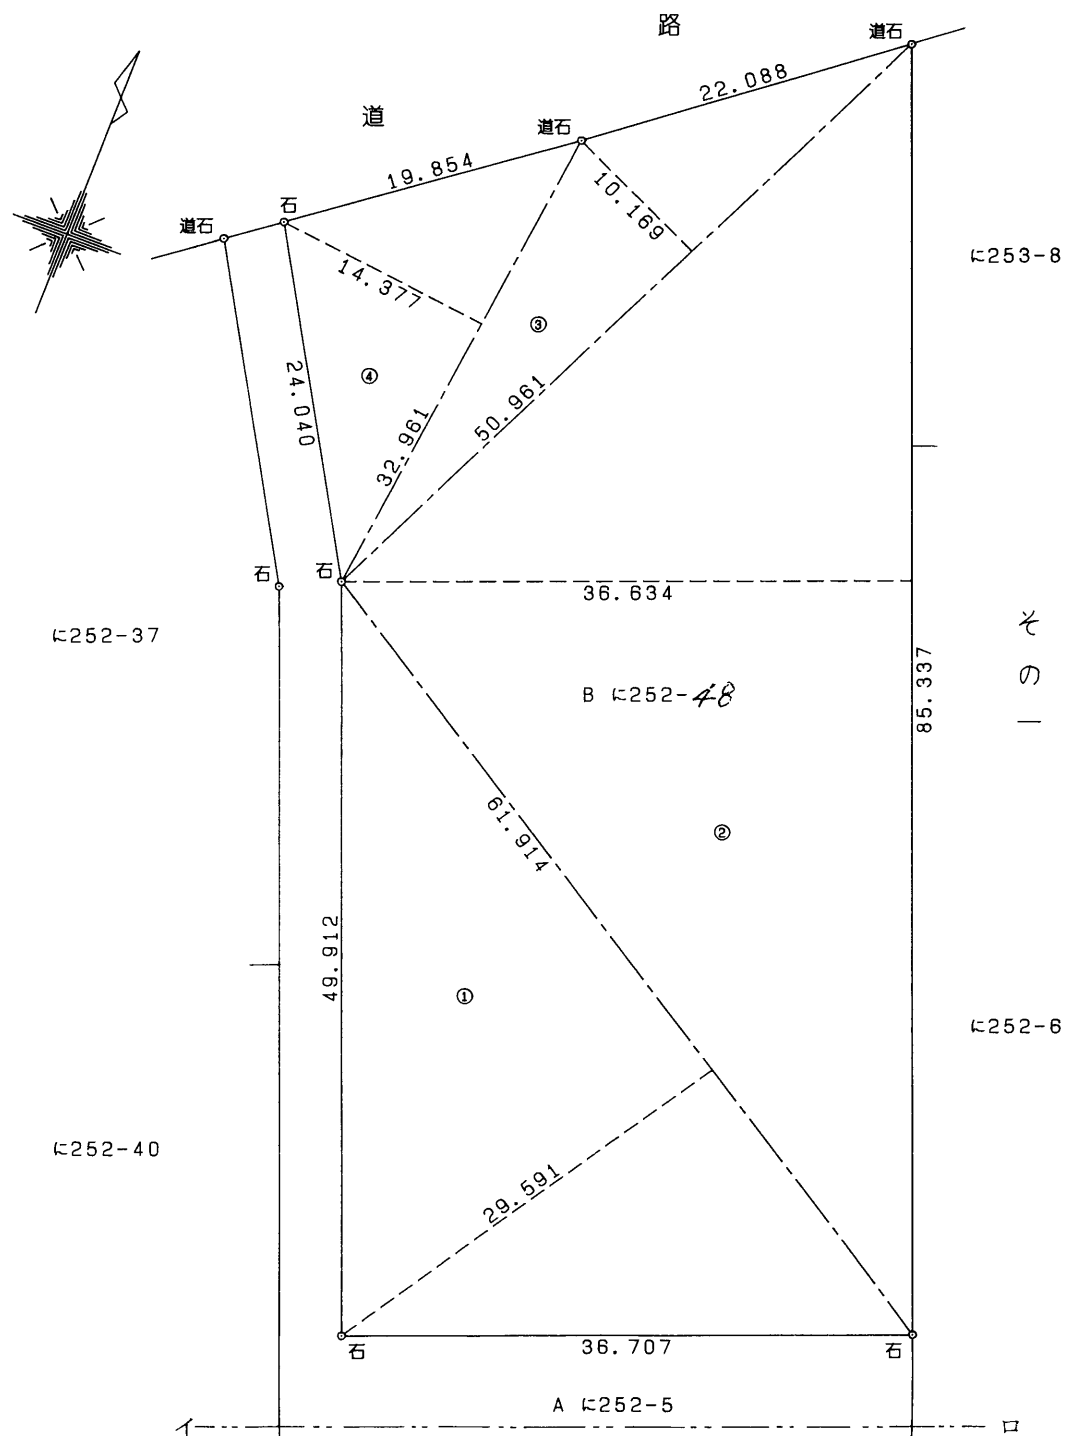 路
道石
22.088
道
道石
19.854
10.169
石
道石
に253-8
14.377
③
④
24.040
50.961
32.961
石
石
36.634
に252-37
そのー
B に252-48
85.337
61.914
②
49.912
①
に252-6
に252-40
29.591
石
36.707
石
A に252-5
イ
ロ